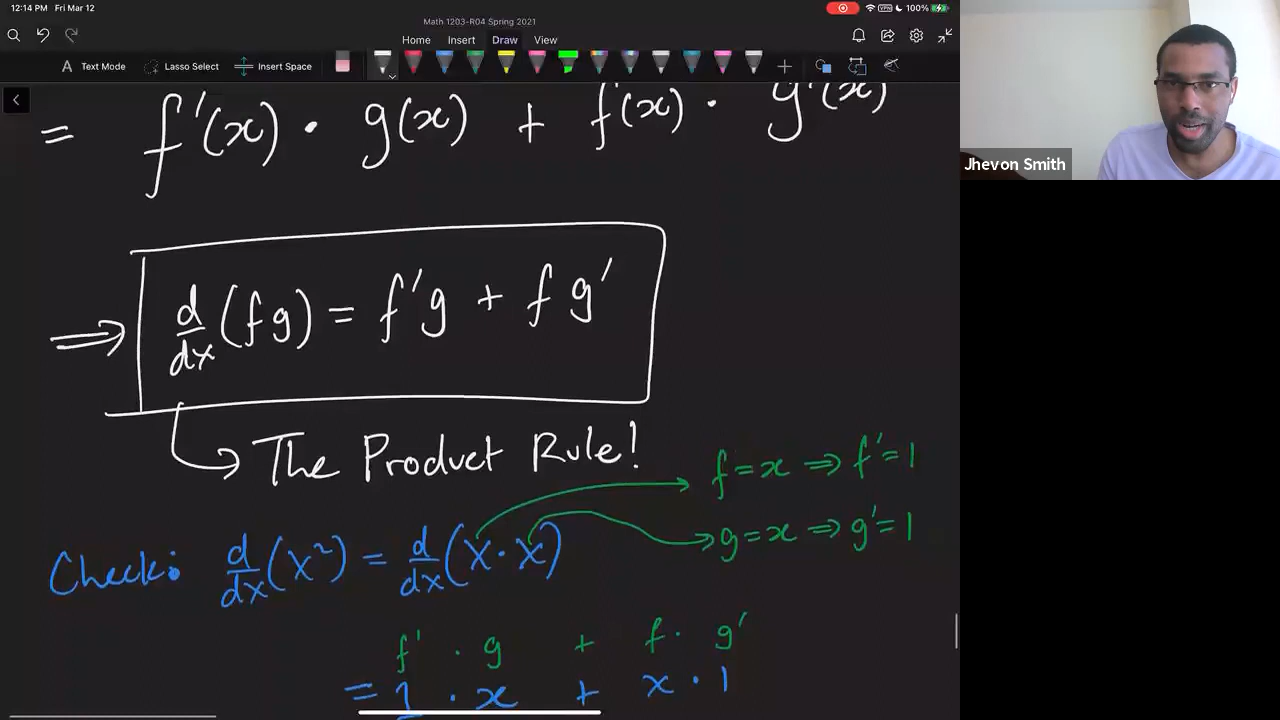 12:14 PM Fri Mar 12
100%
Math 1203-R04 Spring 2021
Home Insert Draw View
Text Mode Lasso Select Insert Space
= f'(x) · g(x) + f(x) · g'(x)
⇒ d/dx (fg) = f'g + f g'
The Product Rule!
f = x ⇒ f' = 1
g = x ⇒ g' = 1
Check: d/dx (x²) = d/dx (x · x)
f' · g + f · g'
= 1 · x + x · 1
Jhevon Smith